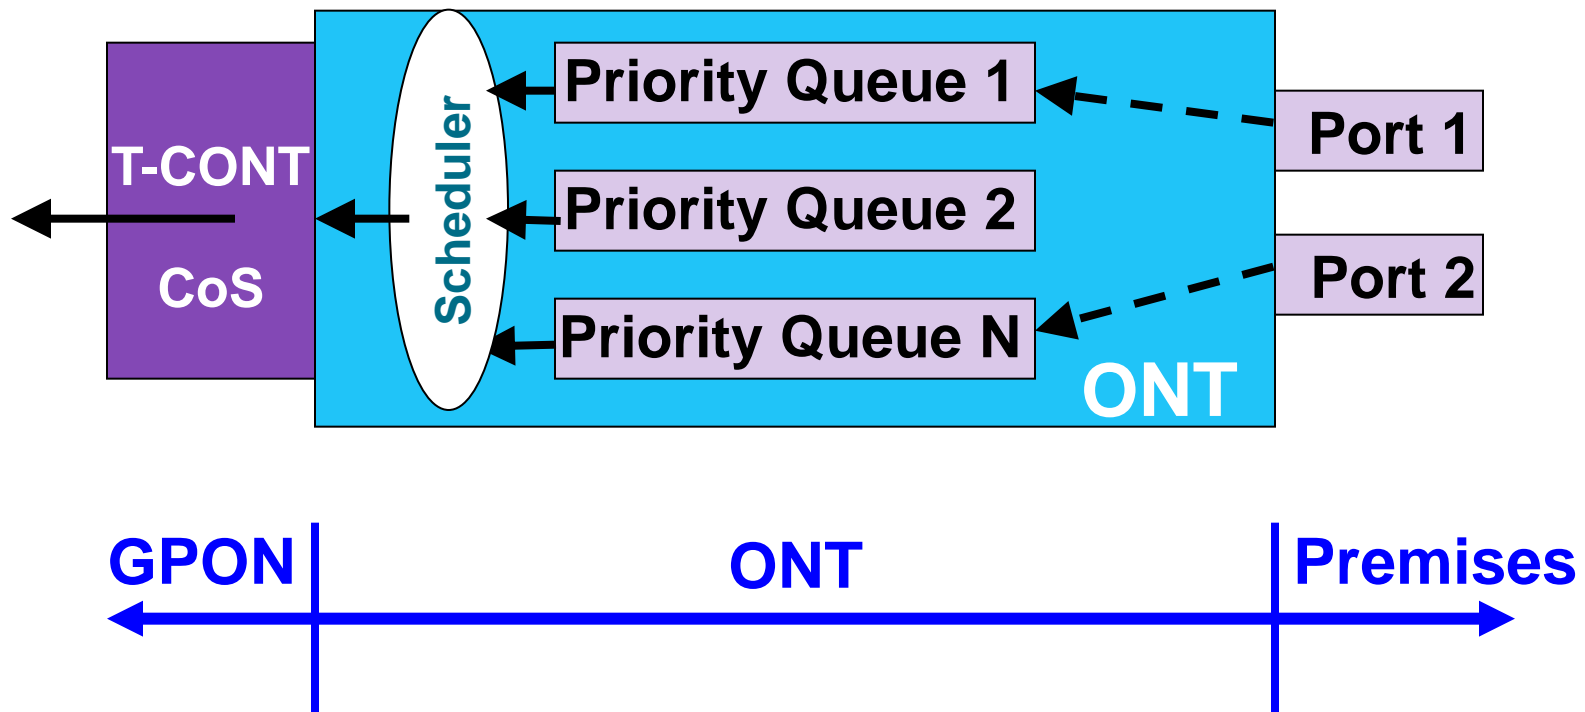 Priority Queue 1
Port 1
T-CONT
Scheduler
Priority Queue 2
CoS
Port 2
Priority Queue N
ONT
GPON
ONT
Premises